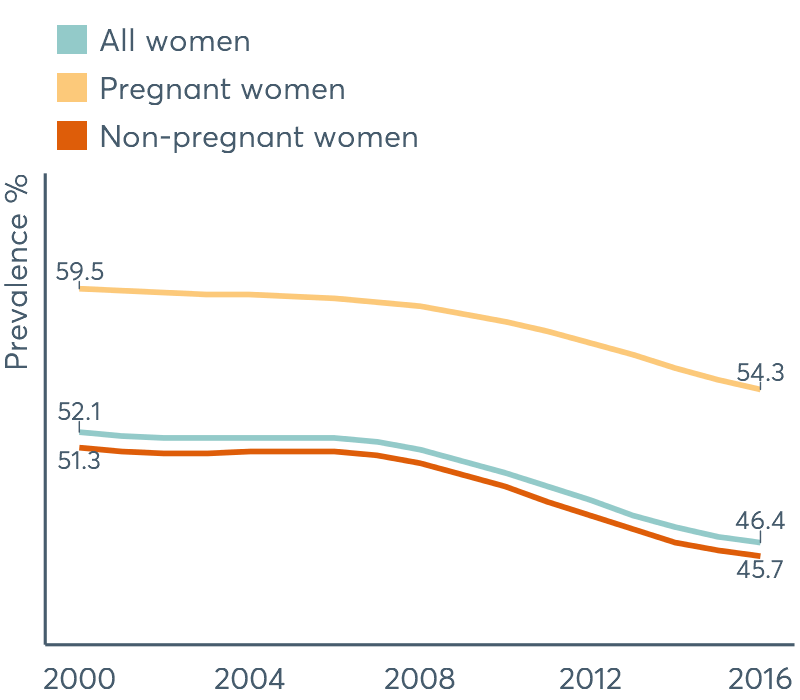 All women
Pregnant women
Non-pregnant women
Prevalence %
59.5
54.3
52.1
51.3
46.4
45.7
2000 2004 2008 2012 2016